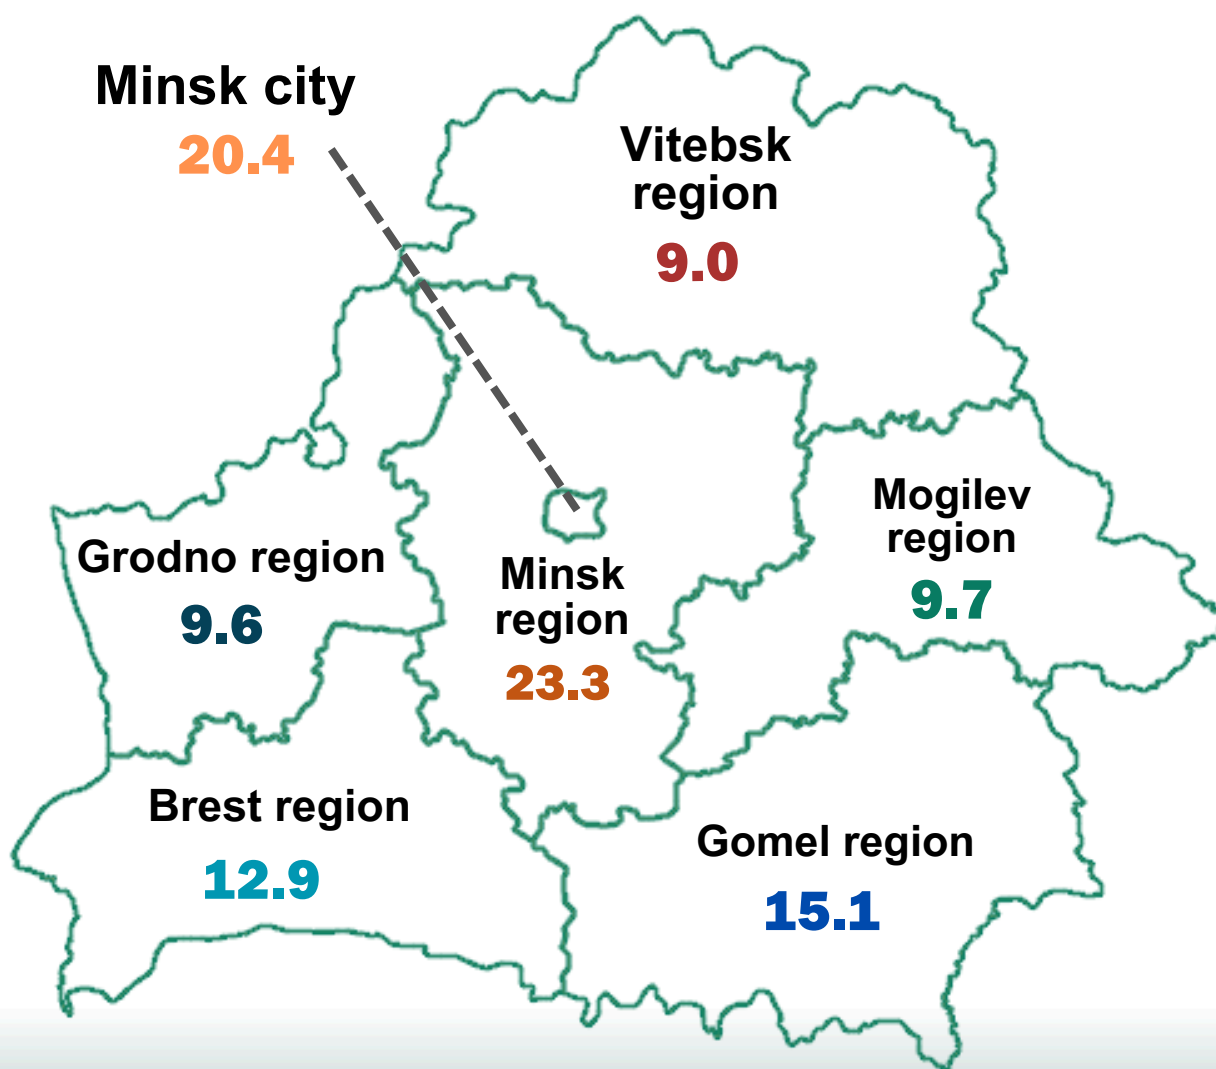 Minsk city
20.4
Vitebsk
region
9.0
Mogilev
region
9.7
Grodno region
9.6
Minsk
region
23.3
Brest region
12.9
Gomel region
15.1